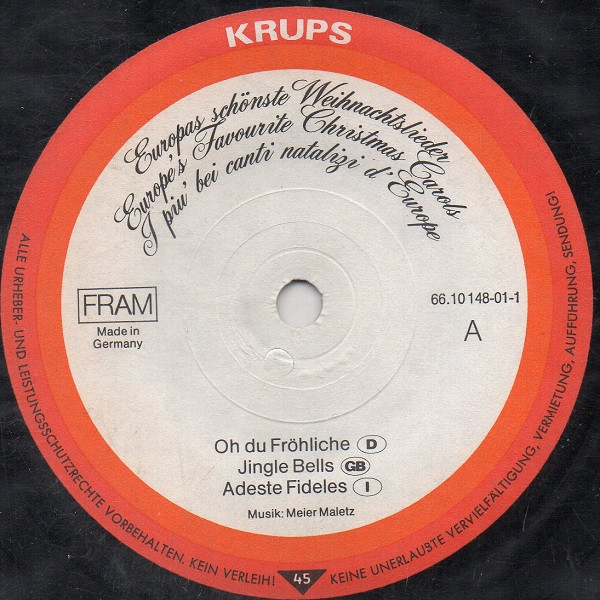 KRUPS
Europas schönste Weihnachtslieder
Europe's Favourite Christmas Carols
I piu' bei canti natalizi d'Europe
FRAM
Made in
Germany
66.10 148-01-1
A
Oh du Fröhliche D
Jingle Bells GB
Adeste Fideles I
Musik: Meier Maletz
ALLE URHEBER- UND LEISTUNGSSCHUTZRECHTE VORBEHALTEN. KEIN VERLEIH! KEINE UNERLAUBTE VERVIELFÄLTIGUNG, VERMIETUNG, AUFFÜHRUNG, SENDUNG!
45